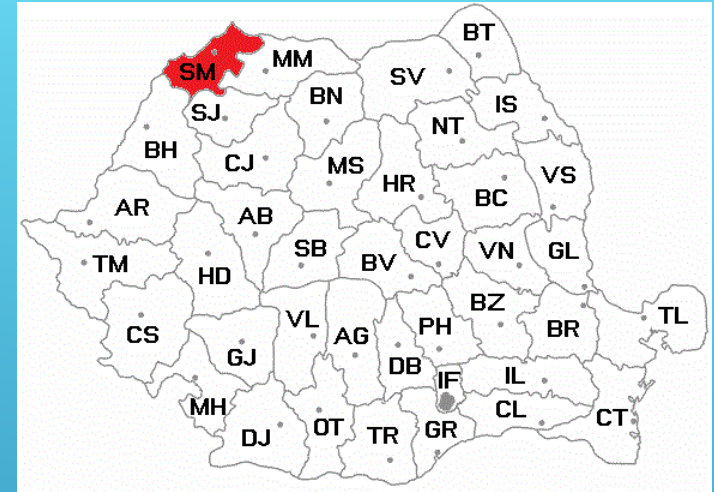 BT
MM
SM
SV
BN
IS
SJ
NT
BH
CJ
MS
HR
VS
BC
AR
AB
CV
SB
VN
GL
BV
TM
HD
BZ
TL
VL
CS
PH
BR
AG
GJ
DB
IF
IL
MH
CL
CT
OT
GR
DJ
TR